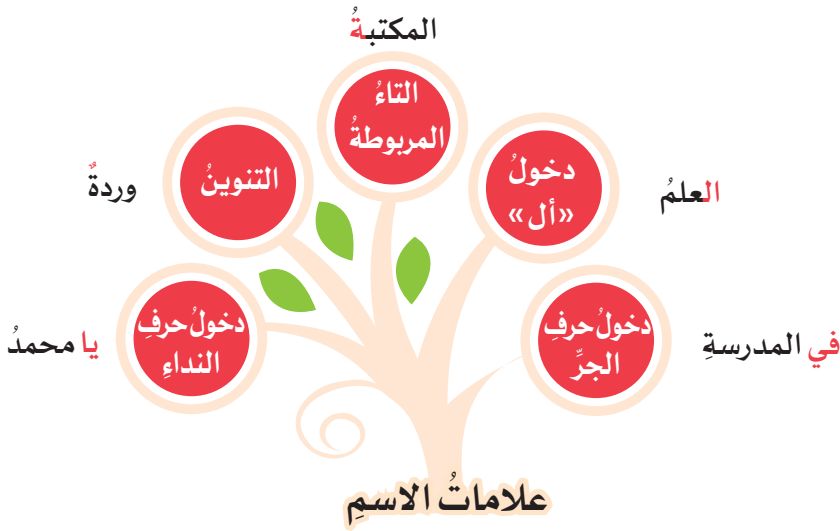 المكتبةُ
التاءُ
المربوطةُ
دخولُ
«أل»
العلمُ
التنوينُ
وردةٌ
دخولُ حرفِ
الجرِّ
في المدرسةِ
دخولُ حرفِ
النداءِ
يا محمدُ
علاماتُ الاسمِ